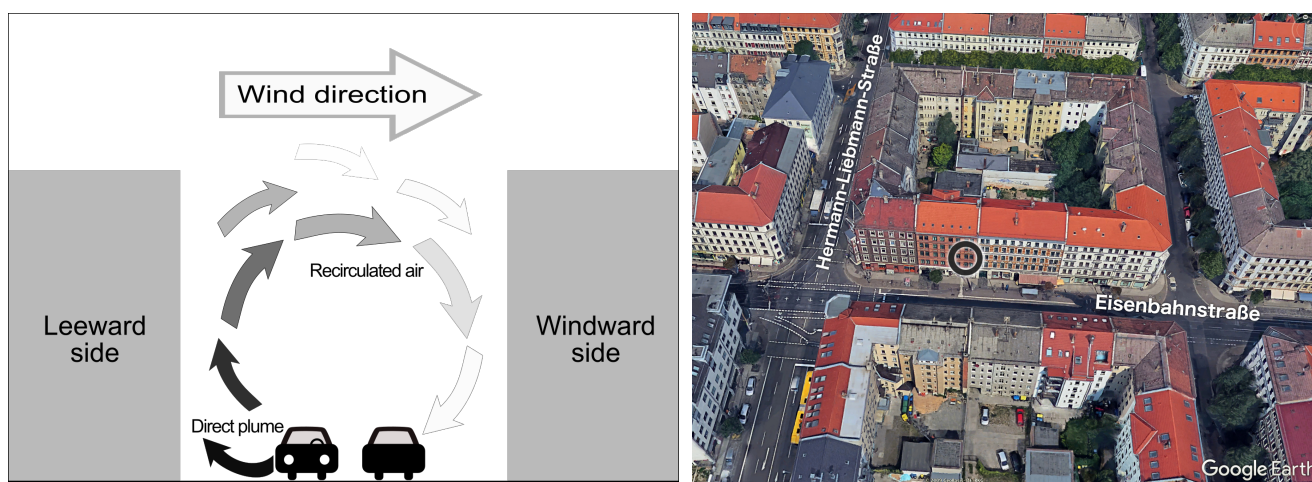 Wind direction
Recirculated air
Leeward
side
Windward
side
Direct plume
Hermann-Liebmann-Straße
Eisenbahnstraße
Google Earth